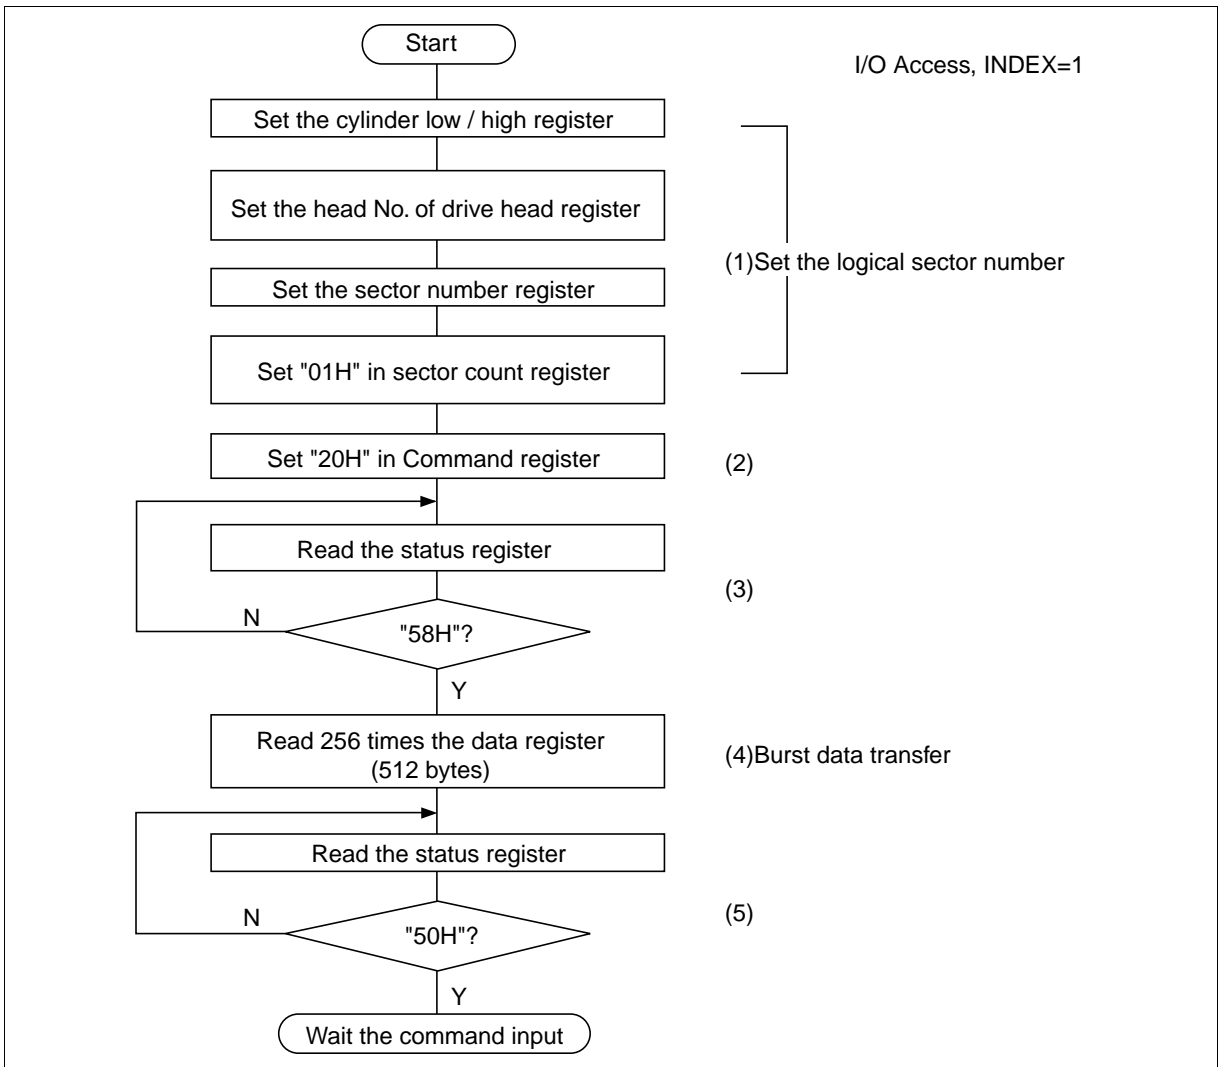 Start
I/O Access, INDEX=1
Set the cylinder low / high register
Set the head No. of drive head register
(1)Set the logical sector number
Set the sector number register
Set "01H" in sector count register
Set "20H" in Command register
(2)
Read the status register
(3)
N
"58H"?
Y
Read 256 times the data register
(512 bytes)
(4)Burst data transfer
Read the status register
N
(5)
"50H"?
Y
Wait the command input